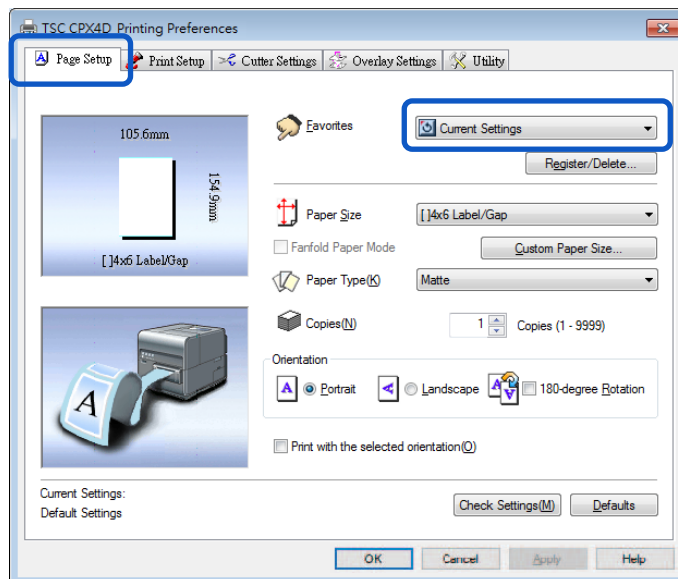 TSC CPX4D Printing Preferences
Page Setup
Print Setup
Cutter Settings
Overlay Settings
Utility
105.6mm
154.9mm
[ ]4x6 Label/Gap
Favorites
Current Settings
Register/Delete...
Paper Size
[ ]4x6 Label/Gap
Fanfold Paper Mode
Custom Paper Size...
Paper Type(K)
Matte
Copies(N)
1
Copies (1 - 9999)
Orientation
A
Portrait
A
Landscape
A
A
180-degree Rotation
Print with the selected orientation(O)
A
Current Settings:
Default Settings
Check Settings(M)
Defaults
OK
Cancel
Apply
Help